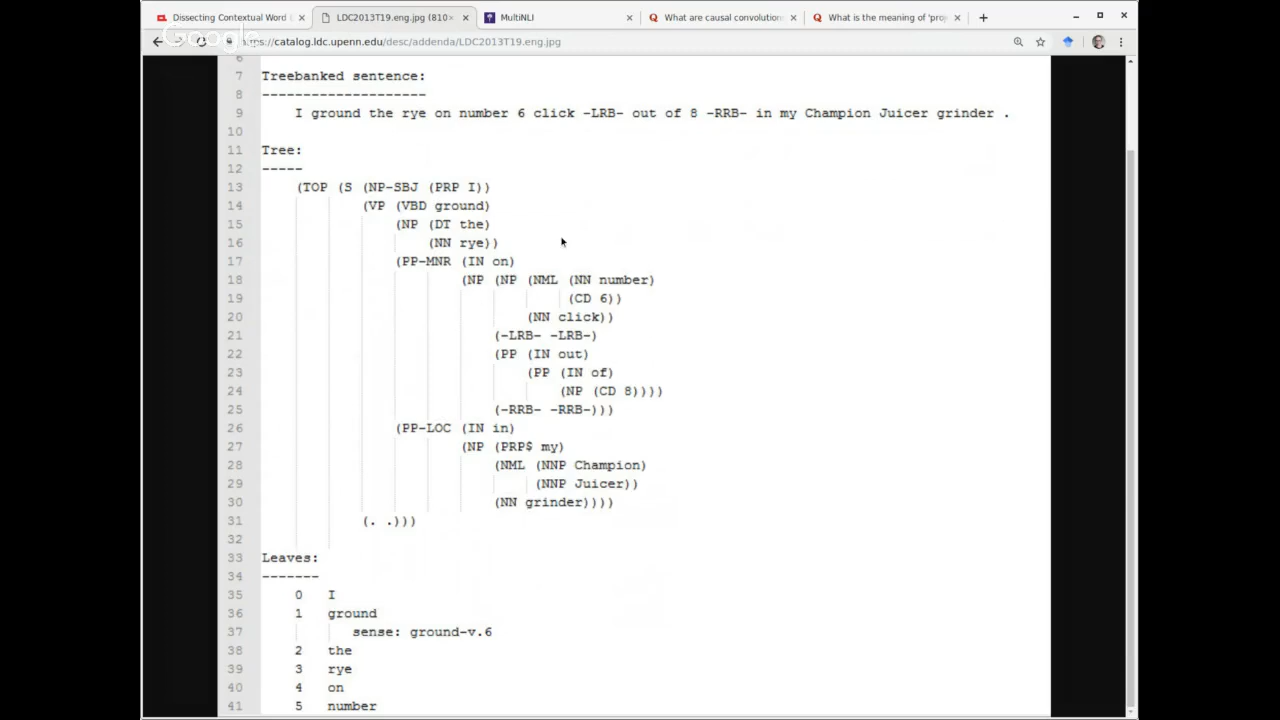 Dissecting Contextual Word E
LDC2013T19.eng.jpg (810×
MultiNLI
What are causal convolution
What is the meaning of 'pro
Google
https://catalog.ldc.upenn.edu/desc/addenda/LDC2013T19.eng.jpg
6
7 Treebanked sentence:
8 --------------------
9 I ground the rye on number 6 click -LRB- out of 8 -RRB- in my Champion Juicer grinder .
10
11 Tree:
12 -----
13 (TOP (S (NP-SBJ (PRP I))
14 (VP (VBD ground)
15 (NP (DT the)
16 (NN rye))
17 (PP-MNR (IN on)
18 (NP (NP (NML (NN number)
19 (CD 6))
20 (NN click))
21 (-LRB- -LRB-)
22 (PP (IN out)
23 (PP (IN of)
24 (NP (CD 8))))
25 (-RRB- -RRB-)))
26 (PP-LOC (IN in)
27 (NP (PRP$ my)
28 (NML (NNP Champion)
29 (NNP Juicer))
30 (NN grinder))))
31 (. .)))
32
33 Leaves:
34 -------
35 0 I
36 1 ground
37 sense: ground-v.6
38 2 the
39 3 rye
40 4 on
41 5 number